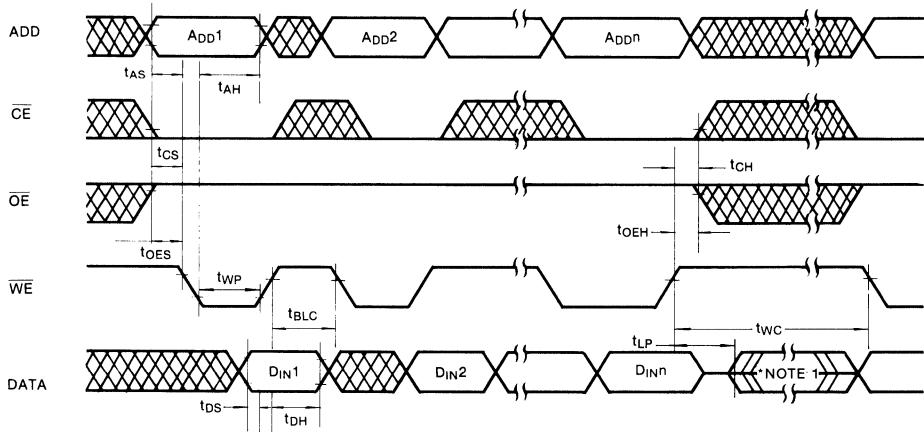 ADD
ADD1
ADD2
ADDn
tAS
tAH
CE
tCS
tCH
OE
tOES
tOEH
WE
tWP
tBLC
tWC
tLP
DATA
DIN1
DIN2
DINn
*NOTE 1
tDS
tDH